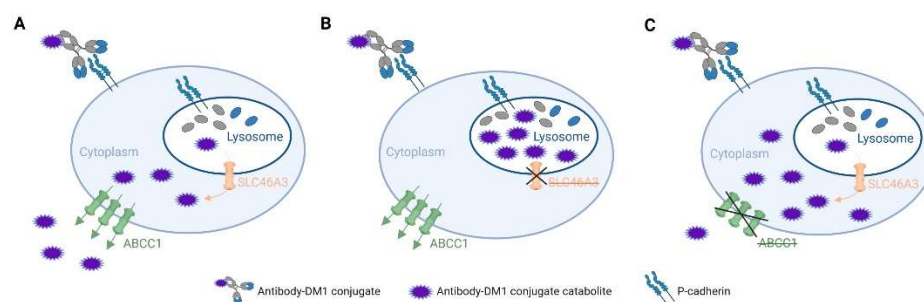 A
B
C
Lysosome
Cytoplasm
SLC46A3
ABCC1
Lysosome
Cytoplasm
SLC46A3
ABCC1
Lysosome
Cytoplasm
SLC46A3
ABCC1
Antibody-DM1 conjugate
Antibody-DM1 conjugate catabolite
P-cadherin